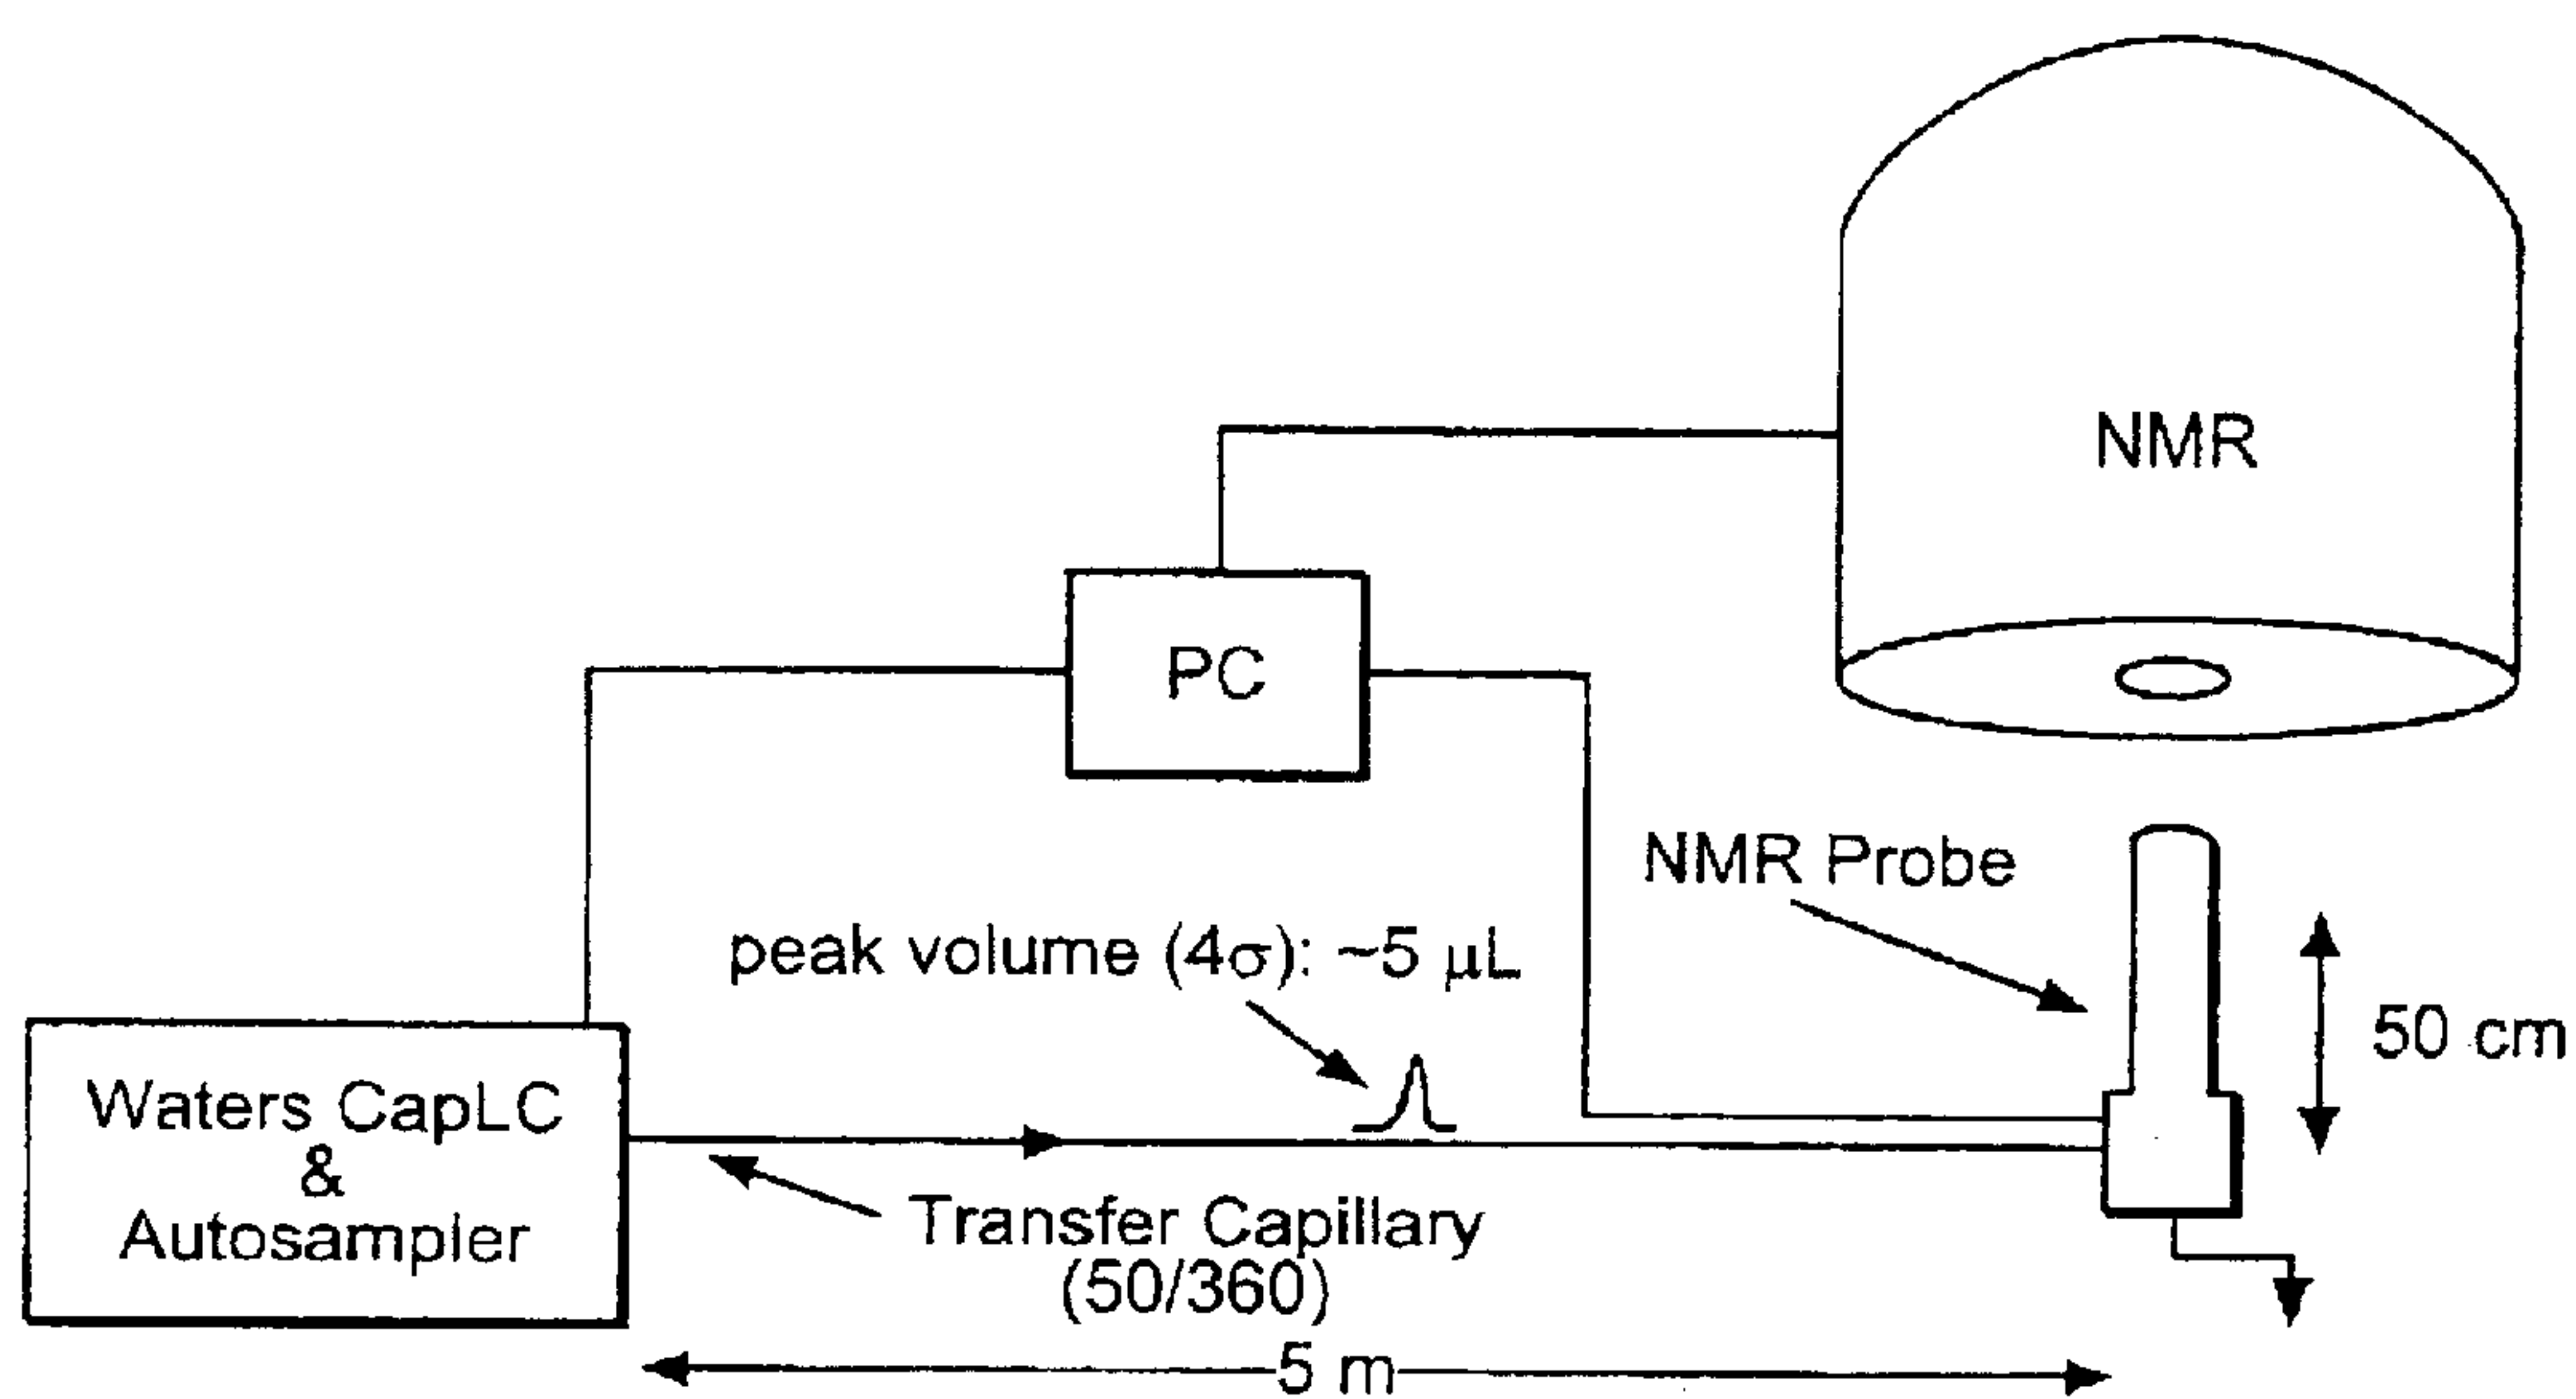 NMR
PC
NMR Probe
peak volume (4σ): ~5 μL
50 cm
Waters CapLC
&
Autosampler
Transfer Capillary
(50/360)
5 m